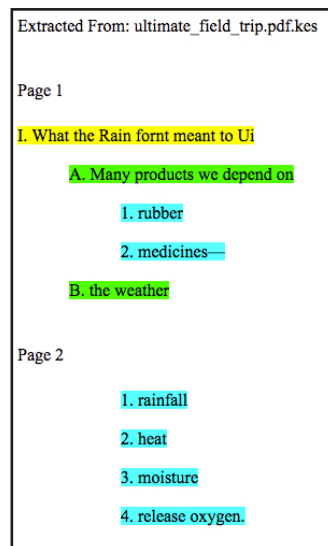 Extracted From: ultimate_field_trip.pdf.kes
Page 1
I. What the Rain fornt meant to Ui
A. Many products we depend on
1. rubber
2. medicines—
B. the weather
Page 2
1. rainfall
2. heat
3. moisture
4. release oxygen.